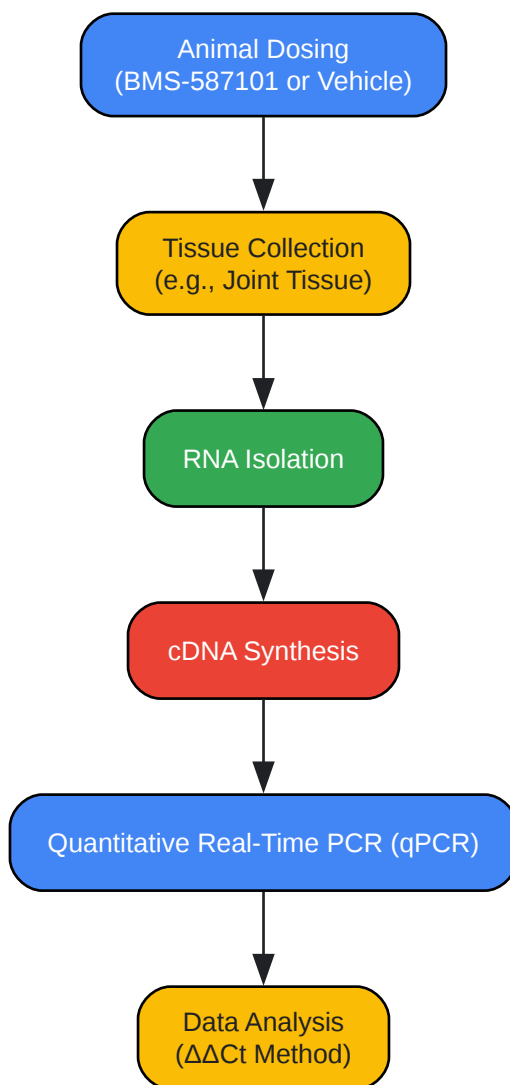 Animal Dosing
(BMS-587101 or Vehicle)
Tissue Collection
(e.g., Joint Tissue)
RNA Isolation
cDNA Synthesis
Quantitative Real-Time PCR (qPCR)
Data Analysis
(ΔΔCt Method)